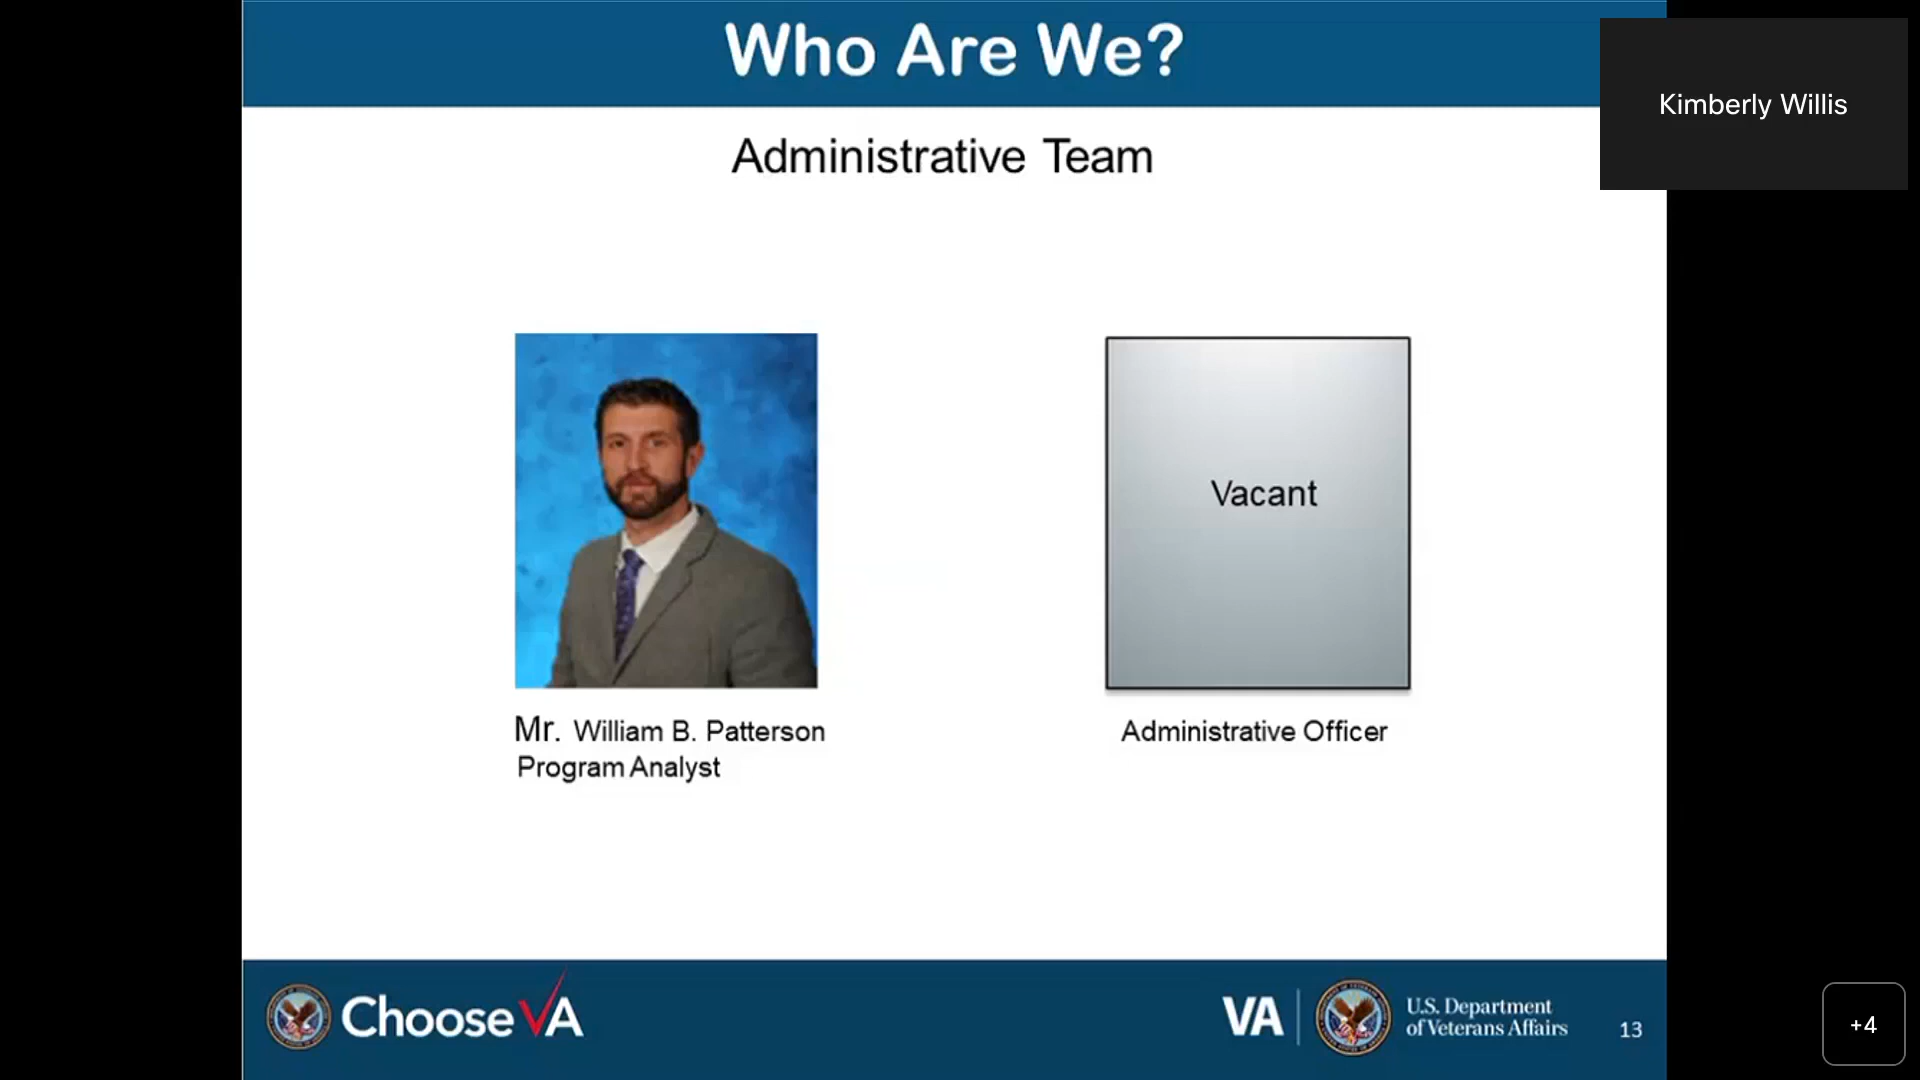 Who Are We?
Kimberly Willis
Administrative Team
Vacant
Mr. William B. Patterson
Program Analyst
Administrative Officer
Choose VA
VA
U.S. Department
of Veterans Affairs
13
+4